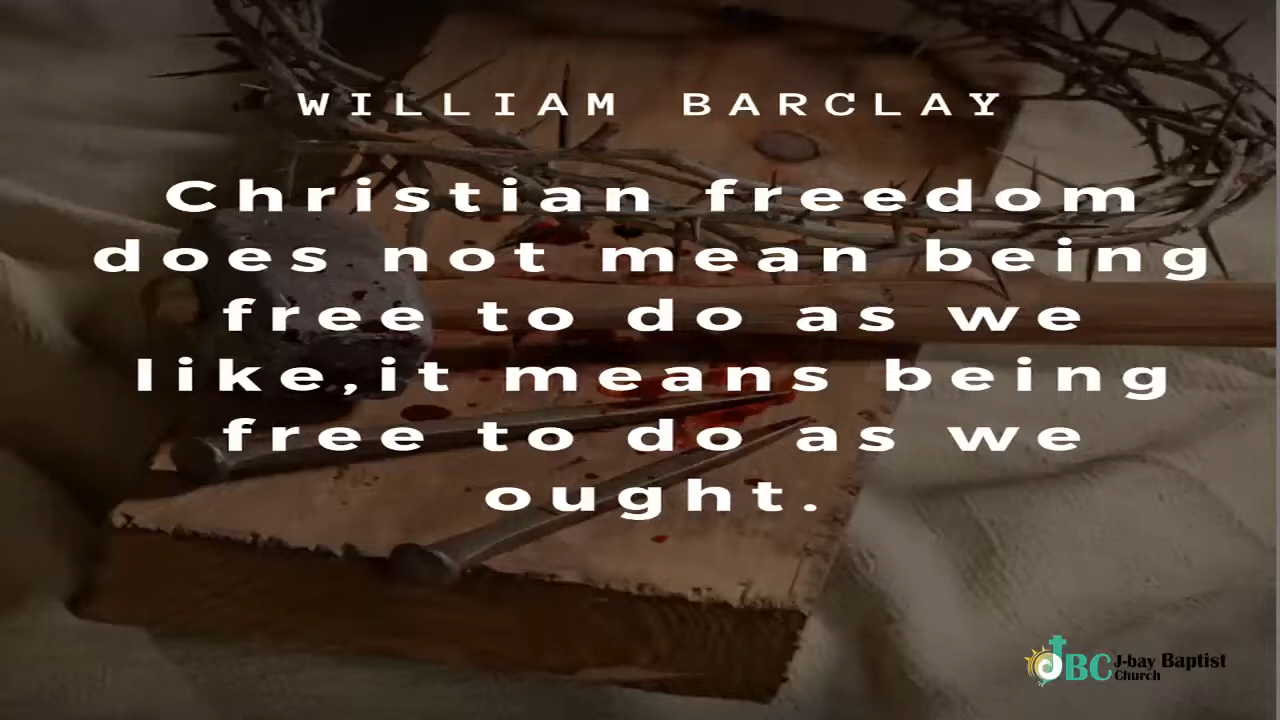 WILLIAM BARCLAY
Christian freedom
does not mean being
free to do as we
like,it means being
free to do as we
ought.
JBC J-bay Baptist
Church